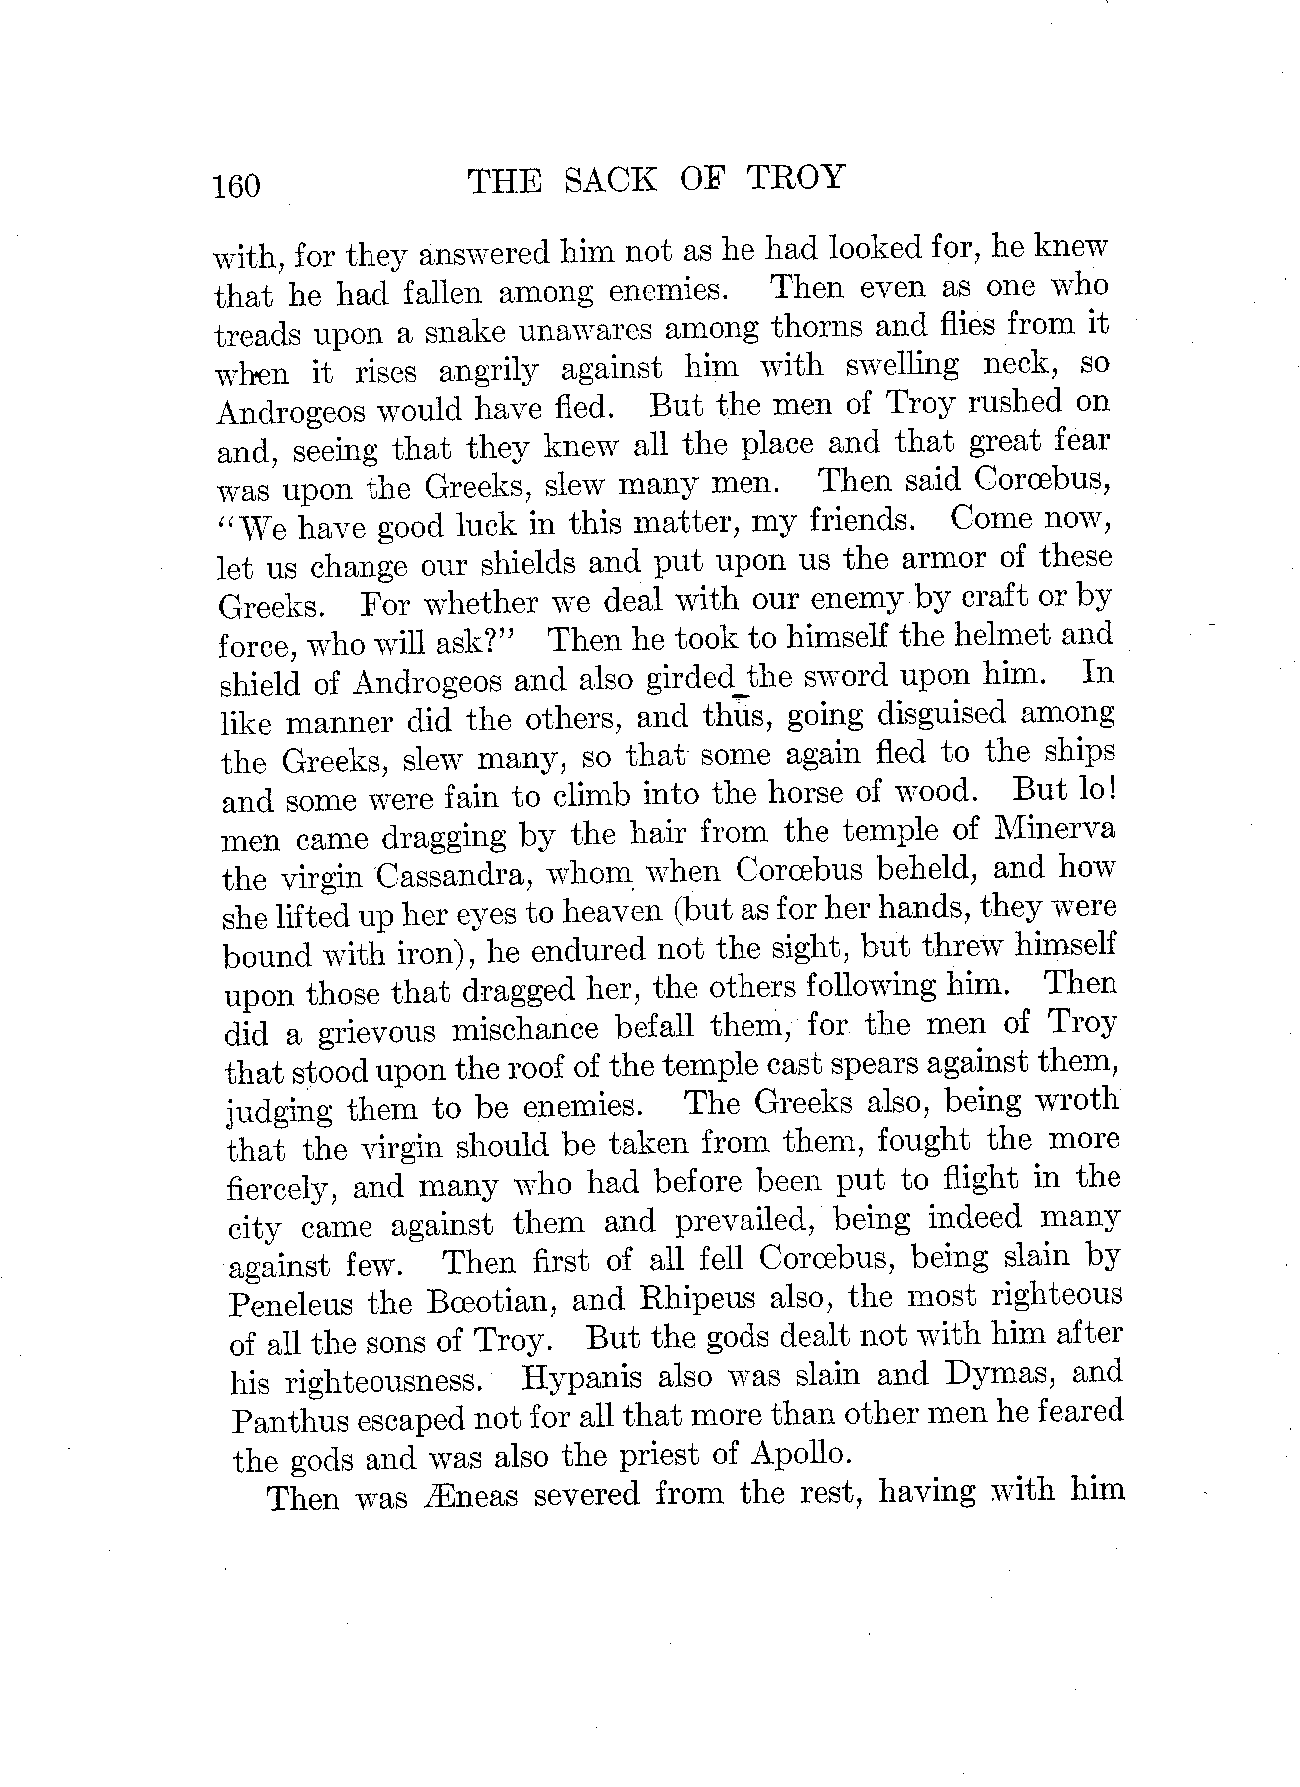 160 THE SACK OF TROY
with, for they answered him not as he had looked for, he knew
that he had fallen among enemies. Then even as one who
treads upon a snake unawares among thorns and flies from it
when it rises angrily against him with swelling neck, so
Androgeos would have fled. But the men of Troy rushed on
and, seeing that they knew all the place and that great fear
was upon the Greeks, slew many men. Then said Corœbus,
“We have good luck in this matter, my friends. Come now,
let us change our shields and put upon us the armor of these
Greeks. For whether we deal with our enemy by craft or by
force, who will ask?” Then he took to himself the helmet and
shield of Androgeos and also girded the sword upon him. In
like manner did the others, and thus, going disguised among
the Greeks, slew many, so that some again fled to the ships
and some were fain to climb into the horse of wood. But lo!
men came dragging by the hair from the temple of Minerva
the virgin Cassandra, whom when Corœbus beheld, and how
she lifted up her eyes to heaven (but as for her hands, they were
bound with iron), he endured not the sight, but threw himself
upon those that dragged her, the others following him. Then
did a grievous mischance befall them, for the men of Troy
that stood upon the roof of the temple cast spears against them,
judging them to be enemies. The Greeks also, being wroth
that the virgin should be taken from them, fought the more
fiercely, and many who had before been put to flight in the
city came against them and prevailed, being indeed many
against few. Then first of all fell Corœbus, being slain by
Peneleus the Bœotian, and Rhipeus also, the most righteous
of all the sons of Troy. But the gods dealt not with him after
his righteousness. Hypanis also was slain and Dymas, and
Panthus escaped not for all that more than other men he feared
the gods and was also the priest of Apollo.
Then was Æneas severed from the rest, having with him